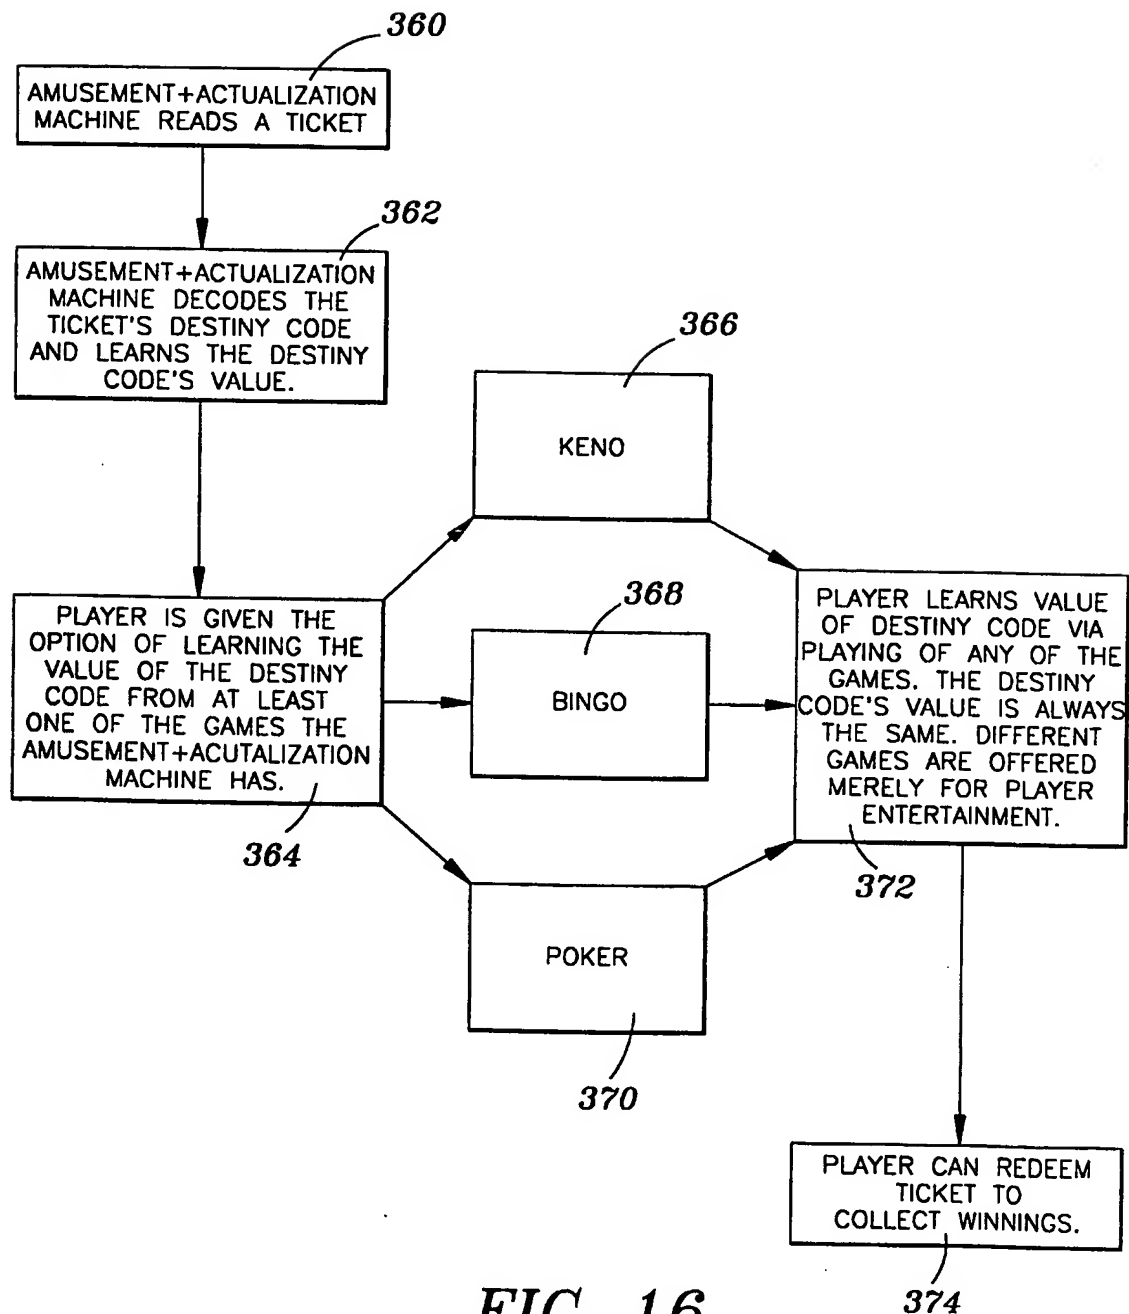 360
AMUSEMENT+ACTUALIZATION
MACHINE READS A TICKET
362
AMUSEMENT+ACTUALIZATION
MACHINE DECODES THE
TICKET'S DESTINY CODE
AND LEARNS THE DESTINY
CODE'S VALUE.
366
KENO
PLAYER IS GIVEN THE
OPTION OF LEARNING THE
VALUE OF THE DESTINY
CODE FROM AT LEAST
ONE OF THE GAMES THE
AMUSEMENT+ACUTALIZATION
MACHINE HAS.
364
368
BINGO
PLAYER LEARNS VALUE
OF DESTINY CODE VIA
PLAYING OF ANY OF THE
GAMES. THE DESTINY
CODE'S VALUE IS ALWAYS
THE SAME. DIFFERENT
GAMES ARE OFFERED
MERELY FOR PLAYER
ENTERTAINMENT.
372
POKER
370
PLAYER CAN REDEEM
TICKET TO
COLLECT WINNINGS.
374
FIG. 16